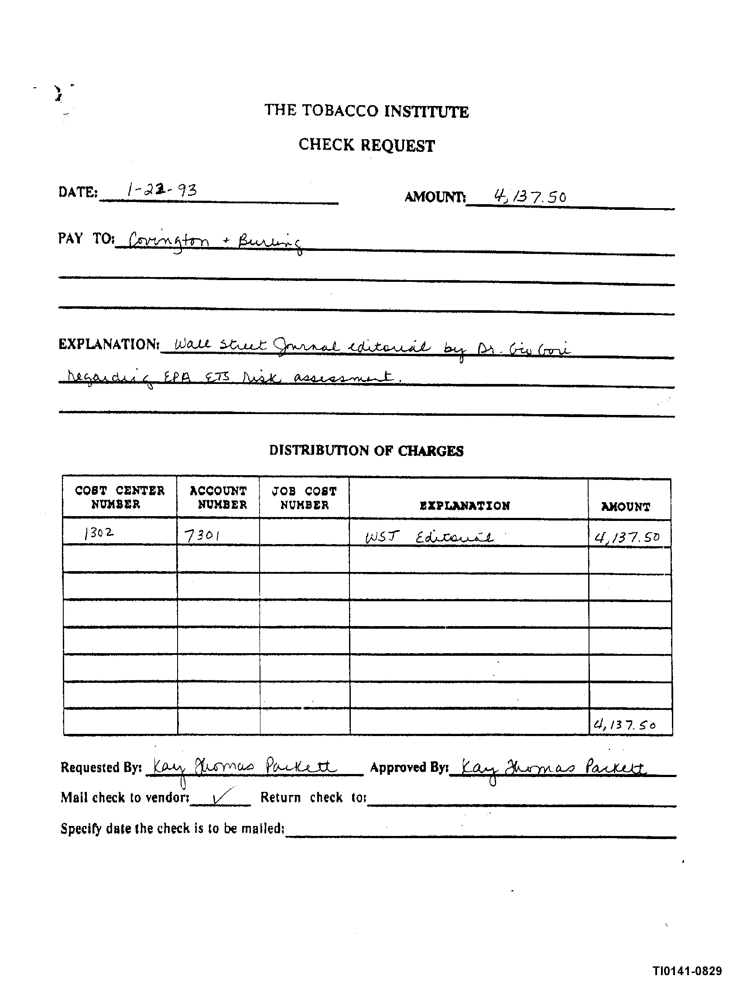 THE TOBACCO INSTITUTE
CHECK REQUEST
DATE: 1-22-93 AMOUNT: 4,137.50
PAY TO: Covington + Burling
EXPLANATION: Wall Street Journal editorial by Dr. Gio Gori
regarding EPA ETS risk assessment.
DISTRIBUTION OF CHARGES
COST CENTER NUMBER ACCOUNT NUMBER JOB COST NUMBER EXPLANATION AMOUNT
1302 7301 WSJ Editorial 4,137.50
4,137.50
Requested By: Kay Thomas Packett Approved By: Kay Thomas Packett
Mail check to vendor: ✓ Return check to:
Specify date the check is to be mailed:
TI0141-0829